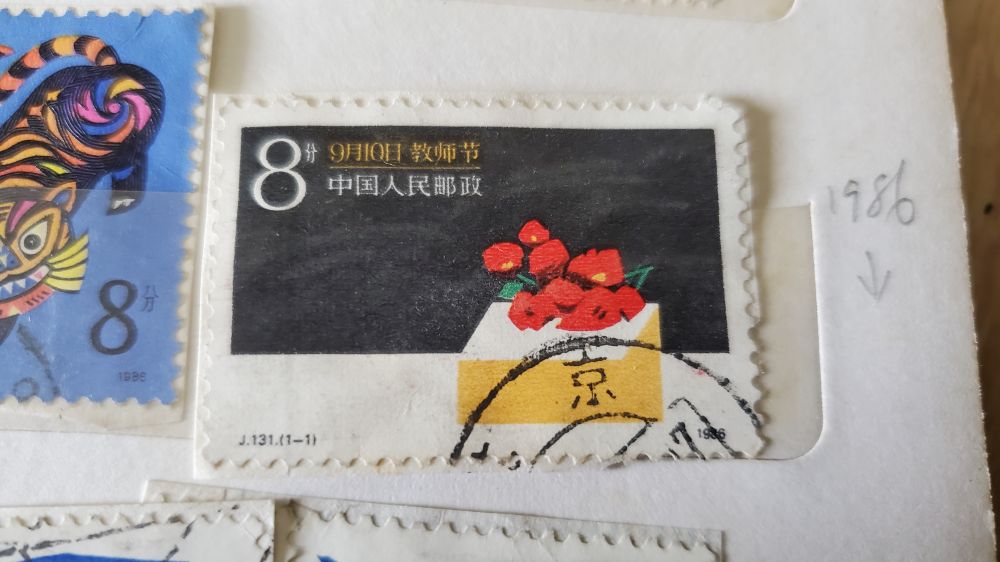 8分
9月10日 教师节
中国人民邮政
京
J.131.(1-1)
1986
1986
8分
1986